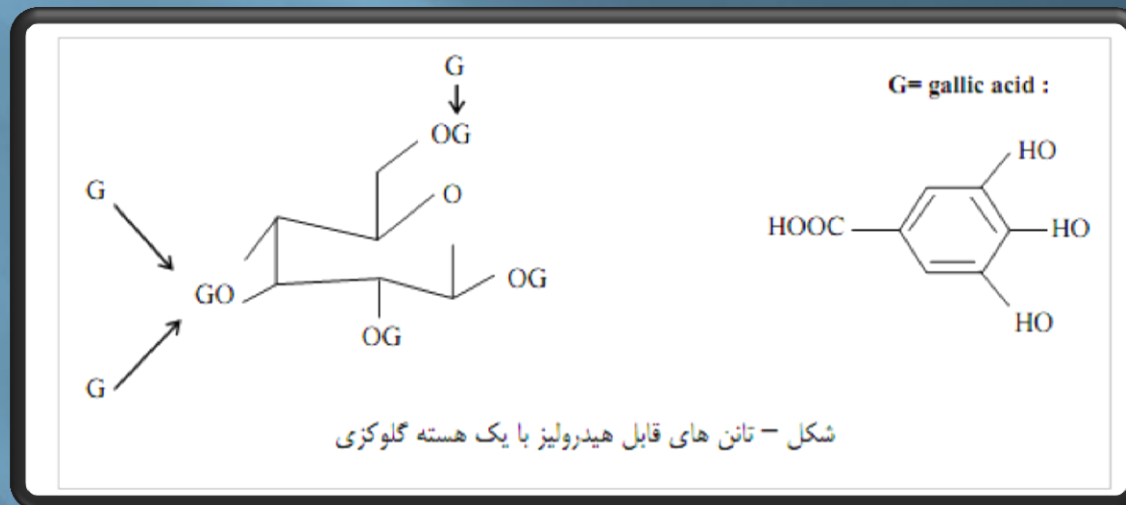 G
G= gallic acid :
OG
HO
G
O
HOOC
HO
GO
OG
OG
HO
G
شکل – تانن های قابل هیدرولیز با یک هسته گلوکزی